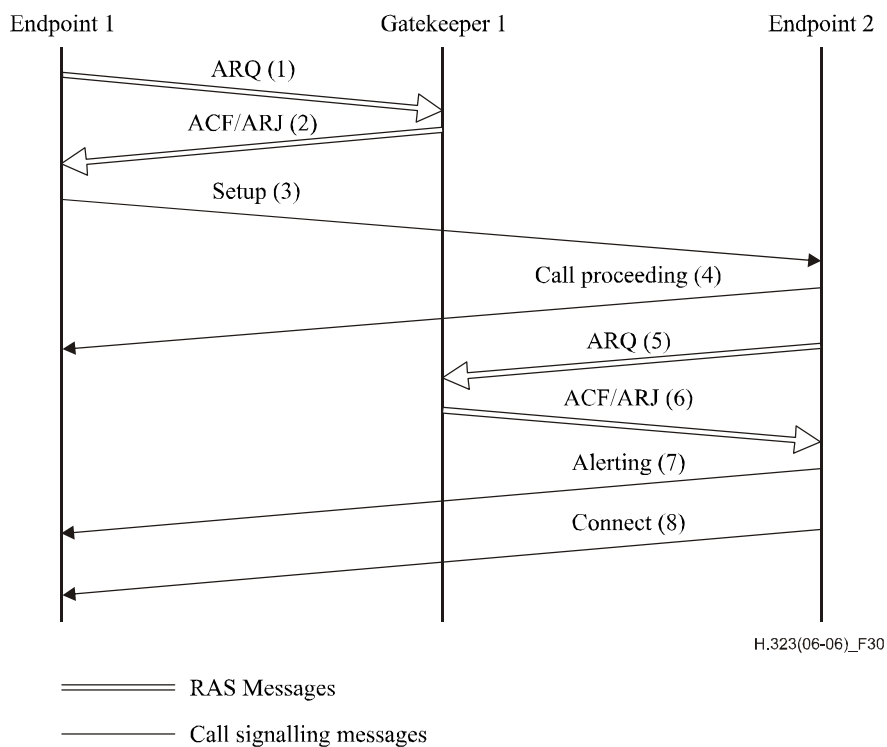 Endpoint 1 Gatekeeper 1 Endpoint 2
ARQ (1)
ACF/ARJ (2)
Setup (3)
Call proceeding (4)
ARQ (5)
ACF/ARJ (6)
Alerting (7)
Connect (8)
H.323(06-06)_F30
RAS Messages
Call signalling messages